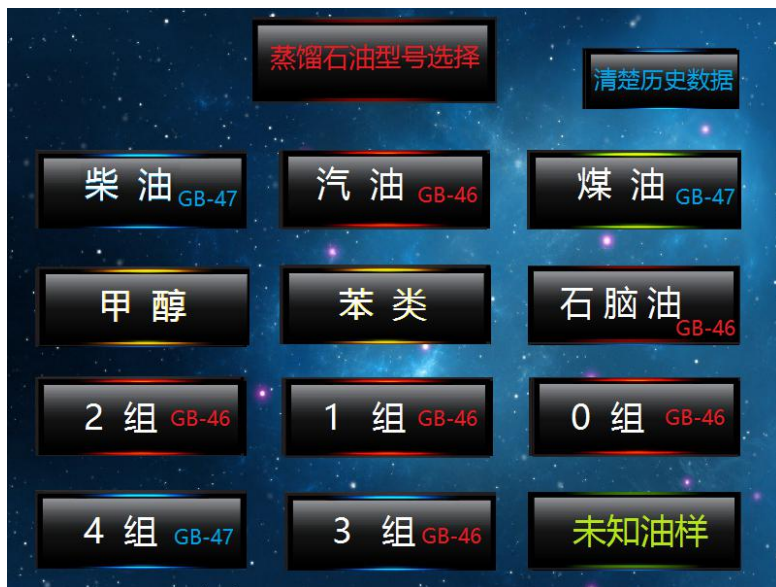 蒸馏石油型号选择
清楚历史数据
柴 油 GB-47
汽 油 GB-46
煤 油 GB-47
甲 醇
苯 类
石脑油 GB-46
2 组 GB-46
1 组 GB-46
0 组 GB-46
4 组 GB-47
3 组 GB-46
未知油样